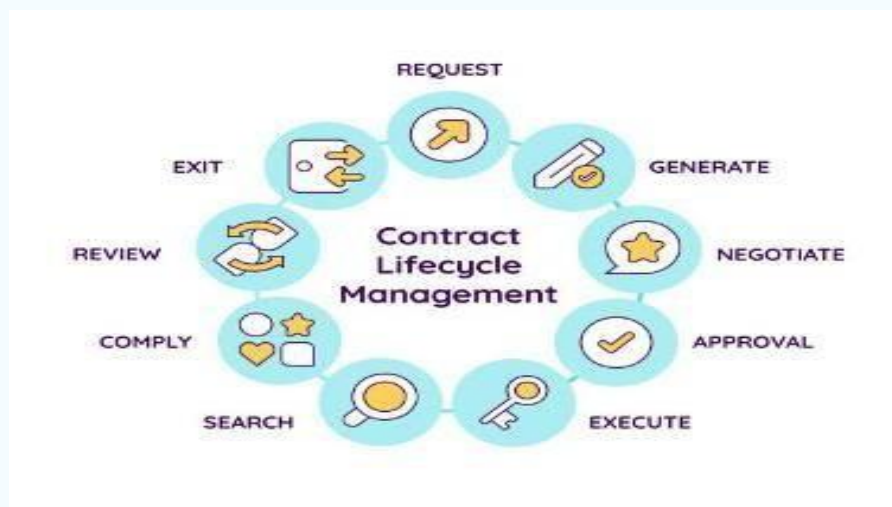 REQUEST
EXIT
GENERATE
REVIEW
Contract
Lifecycle
Management
NEGOTIATE
COMPLY
APPROVAL
SEARCH
EXECUTE